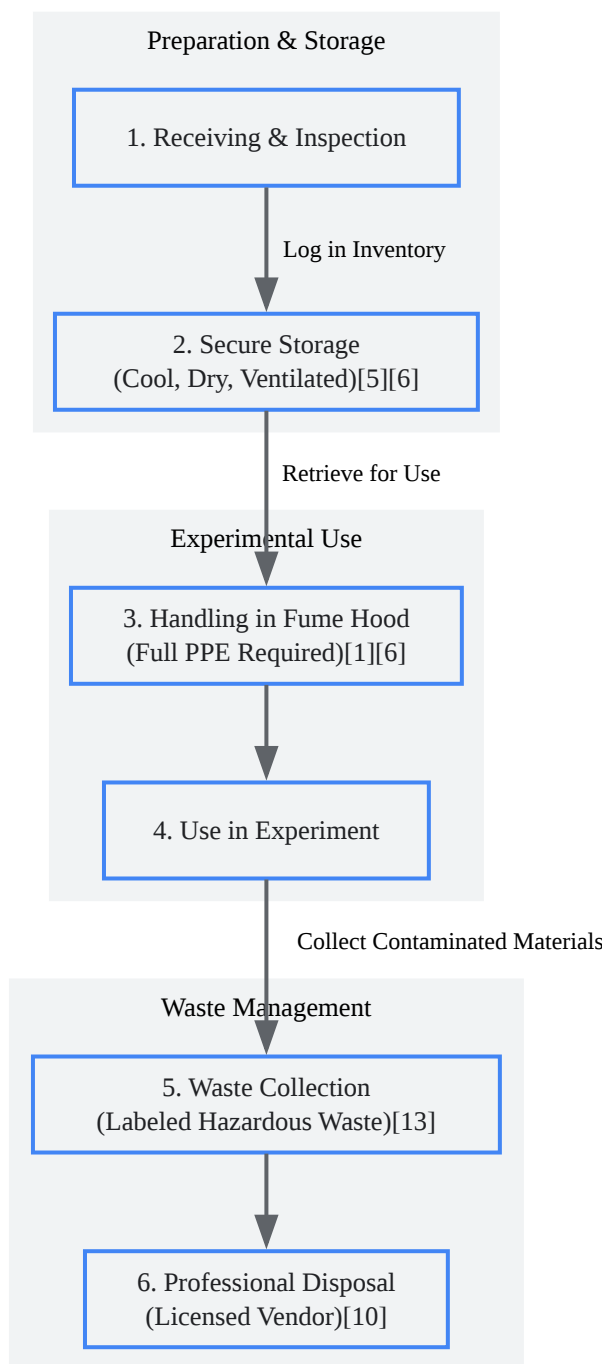 Preparation & Storage
1. Receiving & Inspection
Log in Inventory
2. Secure Storage
(Cool, Dry, Ventilated)[5][6]
Retrieve for Use
Experimental Use
3. Handling in Fume Hood
(Full PPE Required)[1][6]
4. Use in Experiment
Collect Contaminated Materials
Waste Management
5. Waste Collection
(Labeled Hazardous Waste)[13]
6. Professional Disposal
(Licensed Vendor)[10]